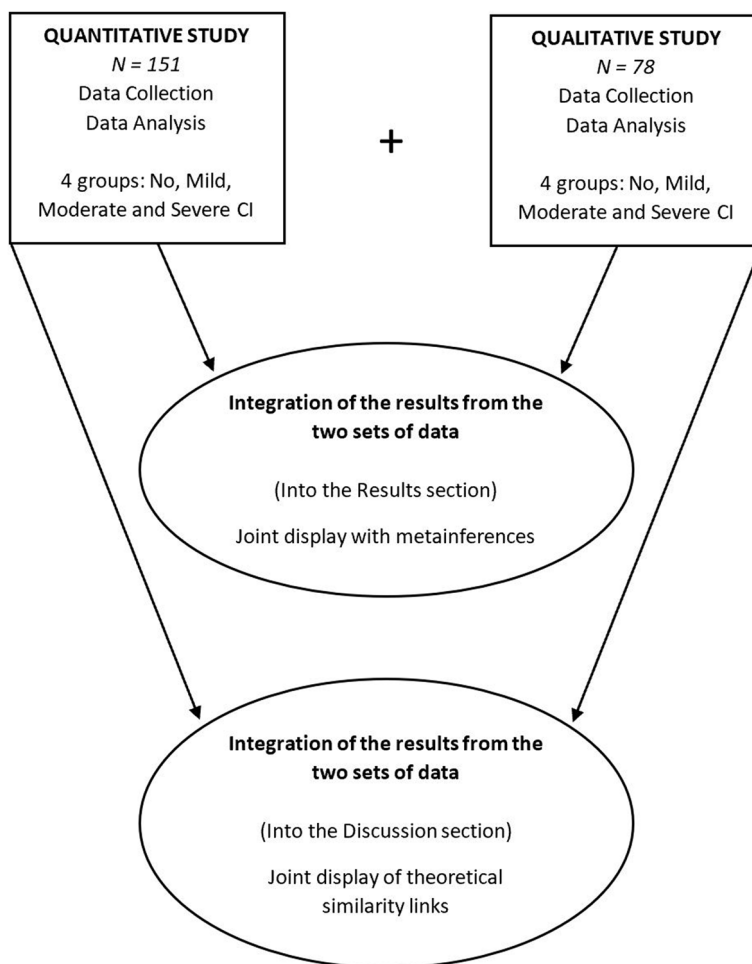 QUANTITATIVE STUDY
N = 151
Data Collection
Data Analysis
4 groups: No, Mild,
Moderate and Severe CI
+
QUALITATIVE STUDY
N = 78
Data Collection
Data Analysis
4 groups: No, Mild,
Moderate and Severe CI
Integration of the results from the
two sets of data
(Into the Results section)
Joint display with metainferences
Integration of the results from the
two sets of data
(Into the Discussion section)
Joint display of theoretical
similarity links